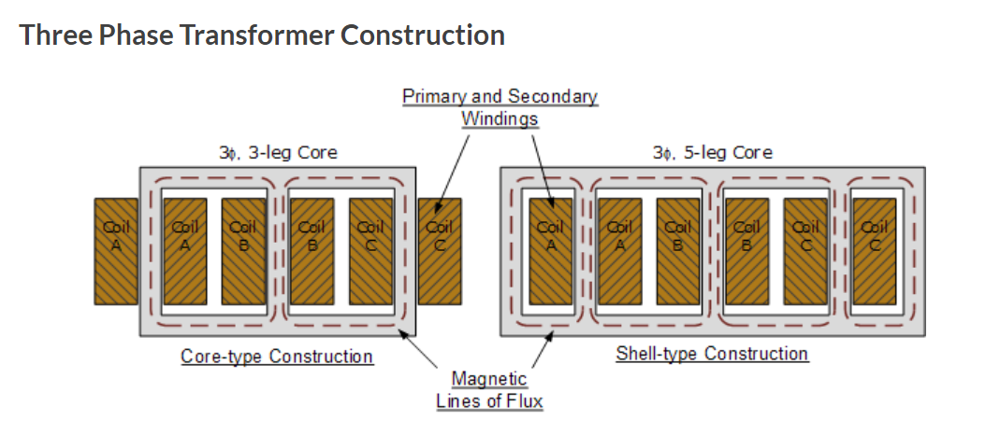 Three Phase Transformer Construction
Primary and Secondary
Windings
3φ, 3-leg Core
3φ, 5-leg Core
Coil A
Coil A
Coil B
Coil B
Coil C
Coil C
Coil A
Coil A
Coil B
Coil B
Coil C
Coil C
Core-type Construction
Shell-type Construction
Magnetic
Lines of Flux